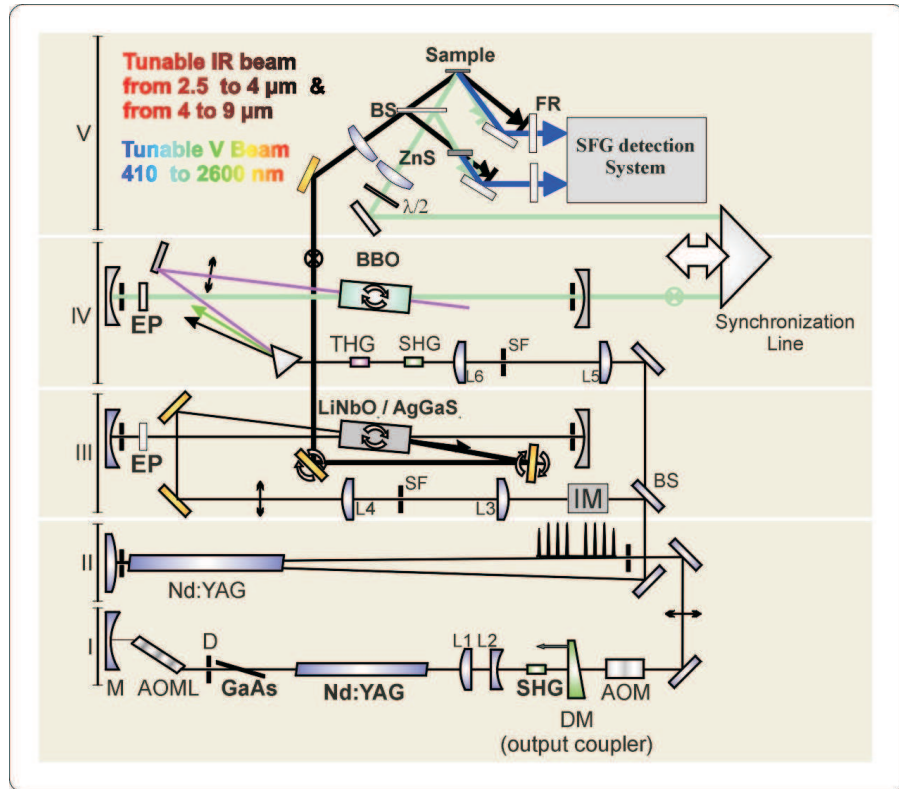 Tunable IR beam
from 2.5 to 4 µm &
from 4 to 9 µm
Tunable V Beam
410 to 2600 nm
V
Sample
BS
FR
ZnS
SFG detection
System
λ/2
IV
EP
BBO
THG
SHG
L6
SF
L5
Synchronization
Line
III
EP
LiNbO / AgGaS
L4
SF
L3
IM
BS
II
Nd:YAG
I
M
AOML
D
GaAs
Nd:YAG
L1
L2
SHG
DM
(output coupler)
AOM